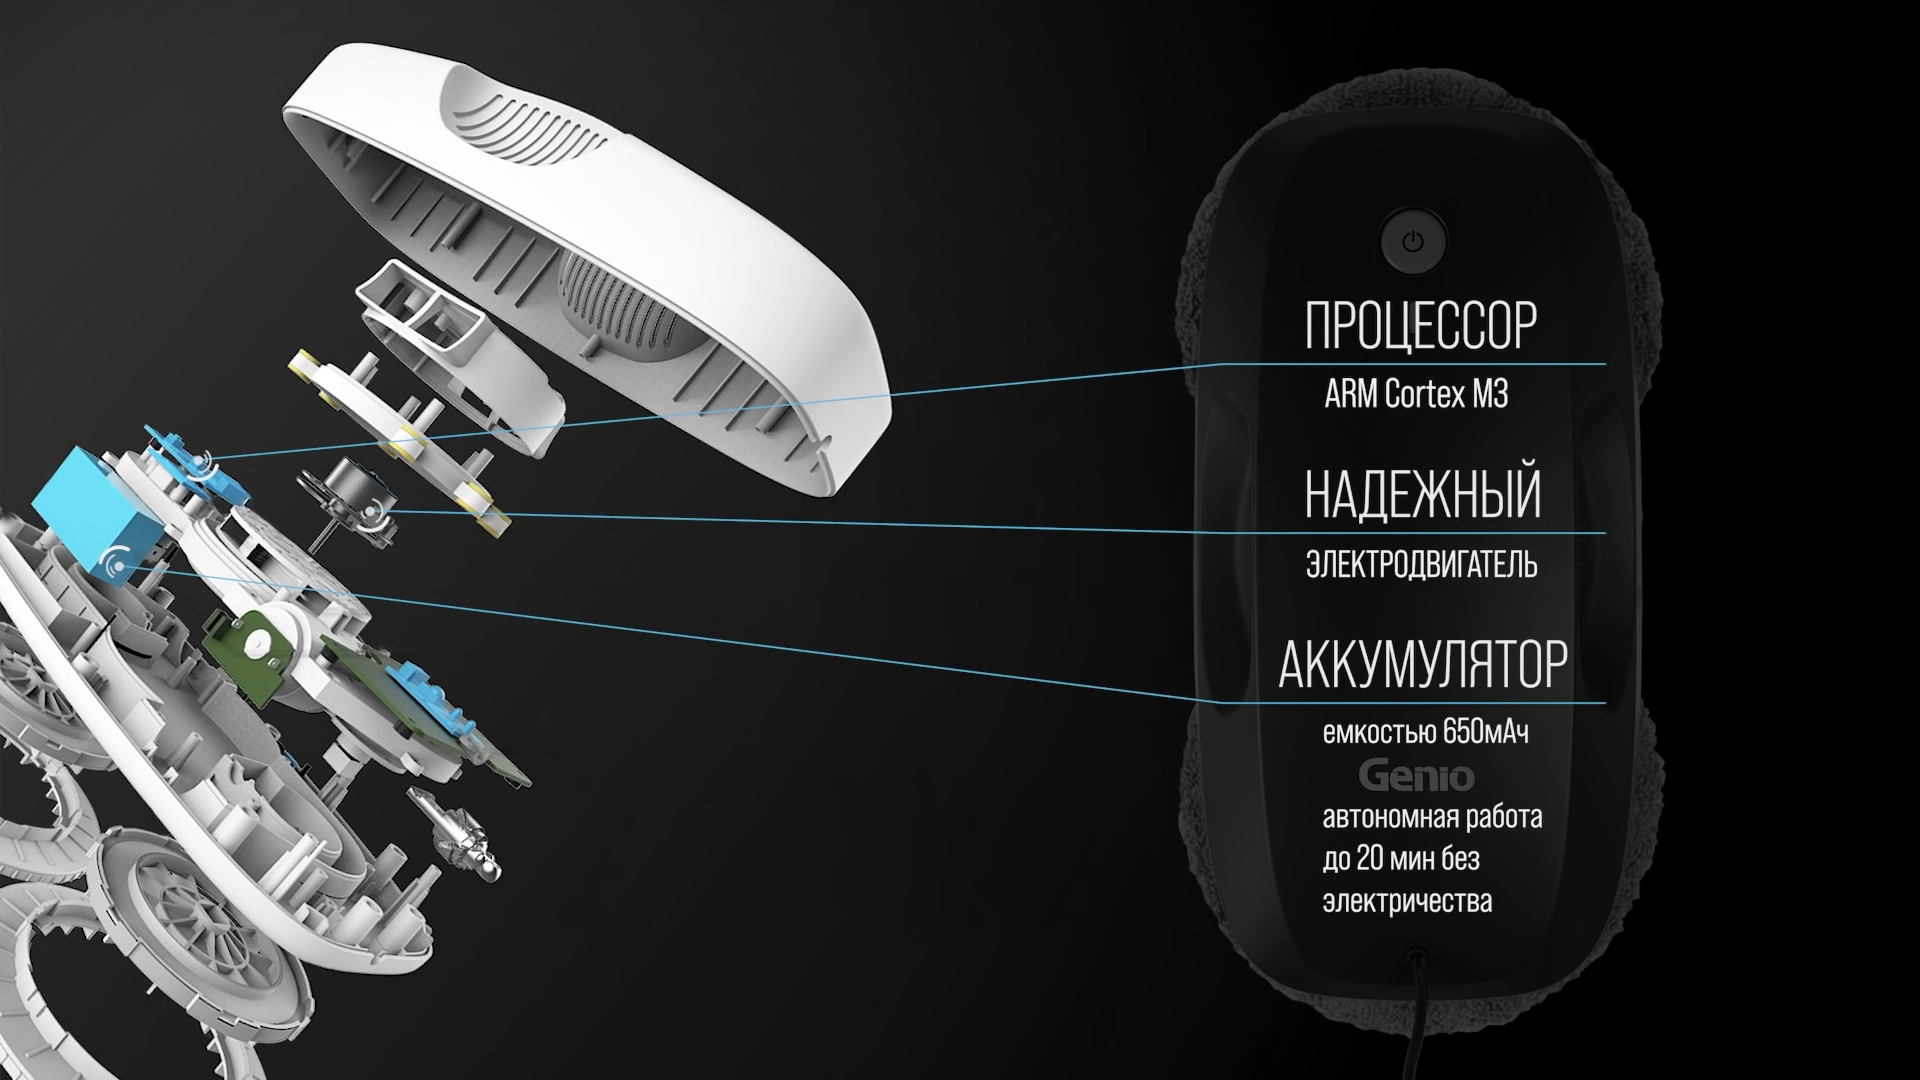 ПРОЦЕССОР
ARM Cortex M3
НАДЕЖНЫЙ
ЭЛЕКТРОДВИГАТЕЛЬ
АККУМУЛЯТОР
емкостью 650мАч
Genio
автономная работа
до 20 мин без
электричества